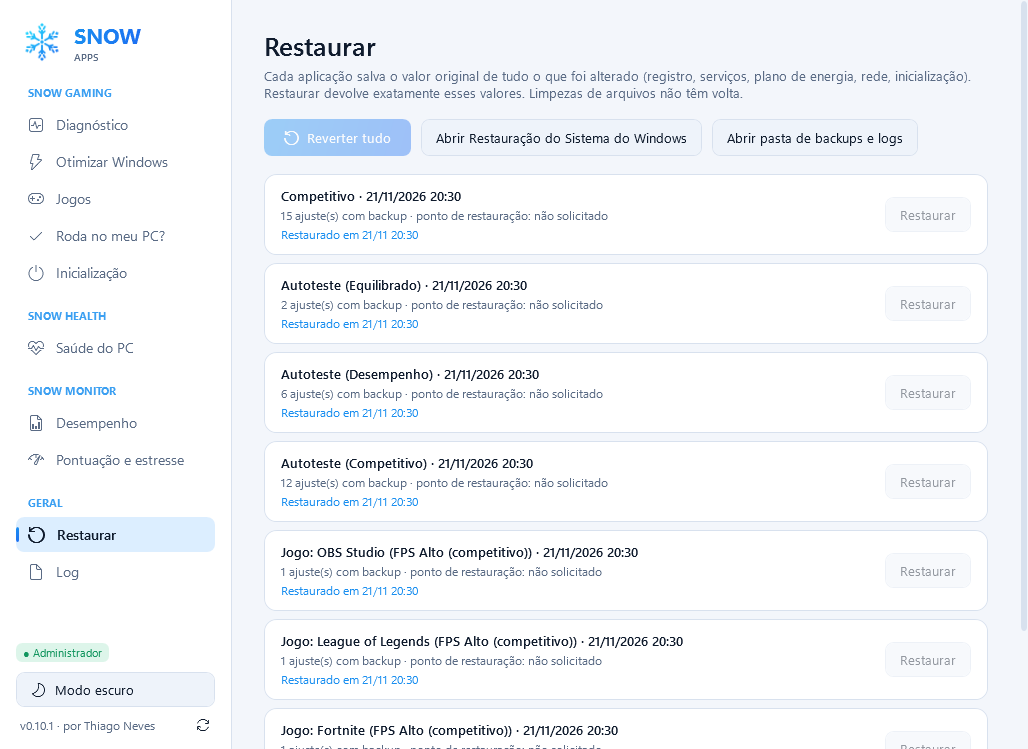 SNOW
APPS
SNOW GAMING
Diagnóstico
Otimizar Windows
Jogos
Roda no meu PC?
Inicialização
SNOW HEALTH
Saúde do PC
SNOW MONITOR
Desempenho
Pontuação e estresse
GERAL
Restaurar
Log
● Administrador
Modo escuro
v0.10.1 · por Thiago Neves
Restaurar
Cada aplicação salva o valor original de tudo o que foi alterado (registro, serviços, plano de energia, rede, inicialização).
Restaurar devolve exatamente esses valores. Limpezas de arquivos não têm volta.
Reverter tudo
Abrir Restauração do Sistema do Windows
Abrir pasta de backups e logs
Competitivo · 21/11/2026 20:30
15 ajuste(s) com backup · ponto de restauração: não solicitado
Restaurado em 21/11 20:30
Restaurar
Autoteste (Equilibrado) · 21/11/2026 20:30
2 ajuste(s) com backup · ponto de restauração: não solicitado
Restaurado em 21/11 20:30
Restaurar
Autoteste (Desempenho) · 21/11/2026 20:30
6 ajuste(s) com backup · ponto de restauração: não solicitado
Restaurado em 21/11 20:30
Restaurar
Autoteste (Competitivo) · 21/11/2026 20:30
12 ajuste(s) com backup · ponto de restauração: não solicitado
Restaurado em 21/11 20:30
Restaurar
Jogo: OBS Studio (FPS Alto (competitivo)) · 21/11/2026 20:30
1 ajuste(s) com backup · ponto de restauração: não solicitado
Restaurado em 21/11 20:30
Restaurar
Jogo: League of Legends (FPS Alto (competitivo)) · 21/11/2026 20:30
1 ajuste(s) com backup · ponto de restauração: não solicitado
Restaurado em 21/11 20:30
Restaurar
Jogo: Fortnite (FPS Alto (competitivo)) · 21/11/2026 20:30
1 ajuste(s) com backup · ponto de restauração: não solicitado
Restaurar